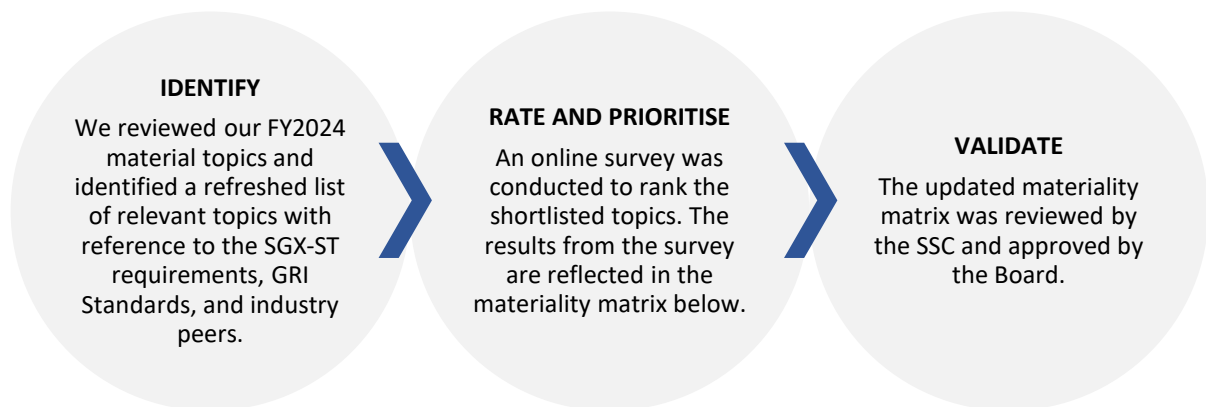 IDENTIFY
We reviewed our FY2024
material topics and
identified a refreshed list
of relevant topics with
reference to the SGX-ST
requirements, GRI
Standards, and industry
peers.
RATE AND PRIORITISE
An online survey was
conducted to rank the
shortlisted topics. The
results from the survey
are reflected in the
materiality matrix below.
VALIDATE
The updated materiality
matrix was reviewed by
the SSC and approved by
the Board.